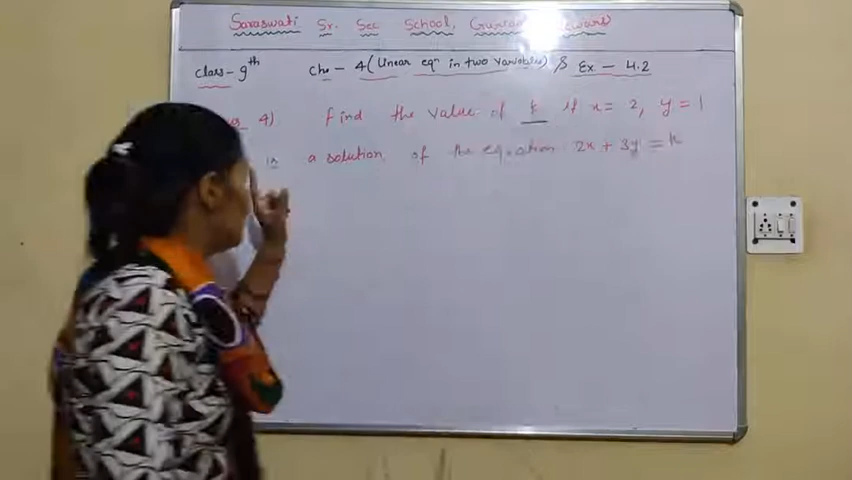 Saraswati Sr. Sec School,
Class - 9th Ch: - 4 (Linear eqn in two variables) Ex - 4.2
4) find the value of k if x = 2, y = 1
is a solution of the equation 2x + 3y = k